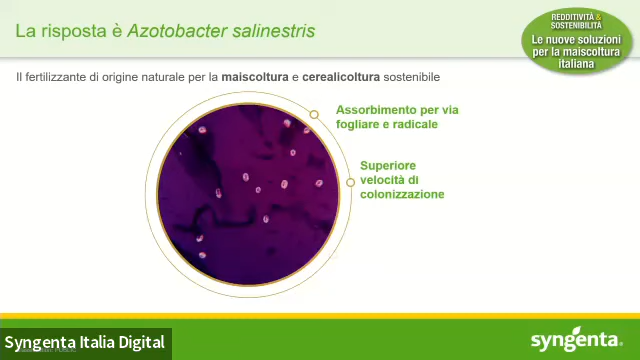 La risposta è Azotobacter salinestris
REDDITIVITÀ &
SOSTENIBILITÀ
Le nuove soluzioni
per la maiscoltura
italiana
Il fertilizzante di origine naturale per la maiscoltura e cerealicoltura sostenibile
Assorbimento per via
fogliare e radicale
Superiore
velocità di
colonizzazione
Syngenta Italia Digital
syngenta